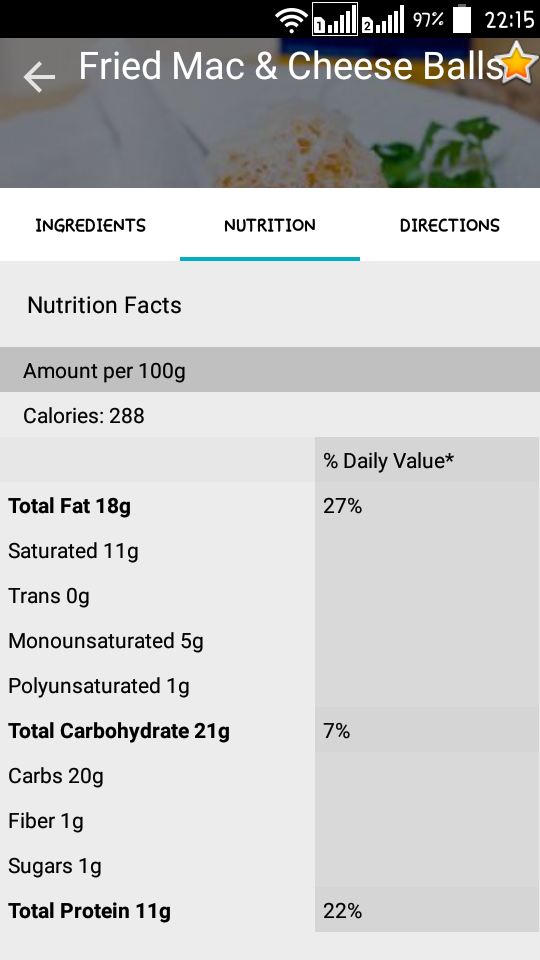 1 2 97% 22:15
Fried Mac & Cheese Balls
INGREDIENTS NUTRITION DIRECTIONS
Nutrition Facts
Amount per 100g
Calories: 288
% Daily Value*
Total Fat 18g 27%
Saturated 11g
Trans 0g
Monounsaturated 5g
Polyunsaturated 1g
Total Carbohydrate 21g 7%
Carbs 20g
Fiber 1g
Sugars 1g
Total Protein 11g 22%